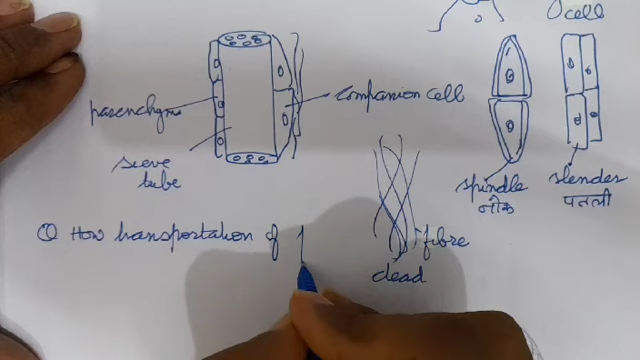 cell
companion cell
parenchyma
sieve
tube
spindle
नोंक
slender
पतली
Q How transportation of
fibre
dead